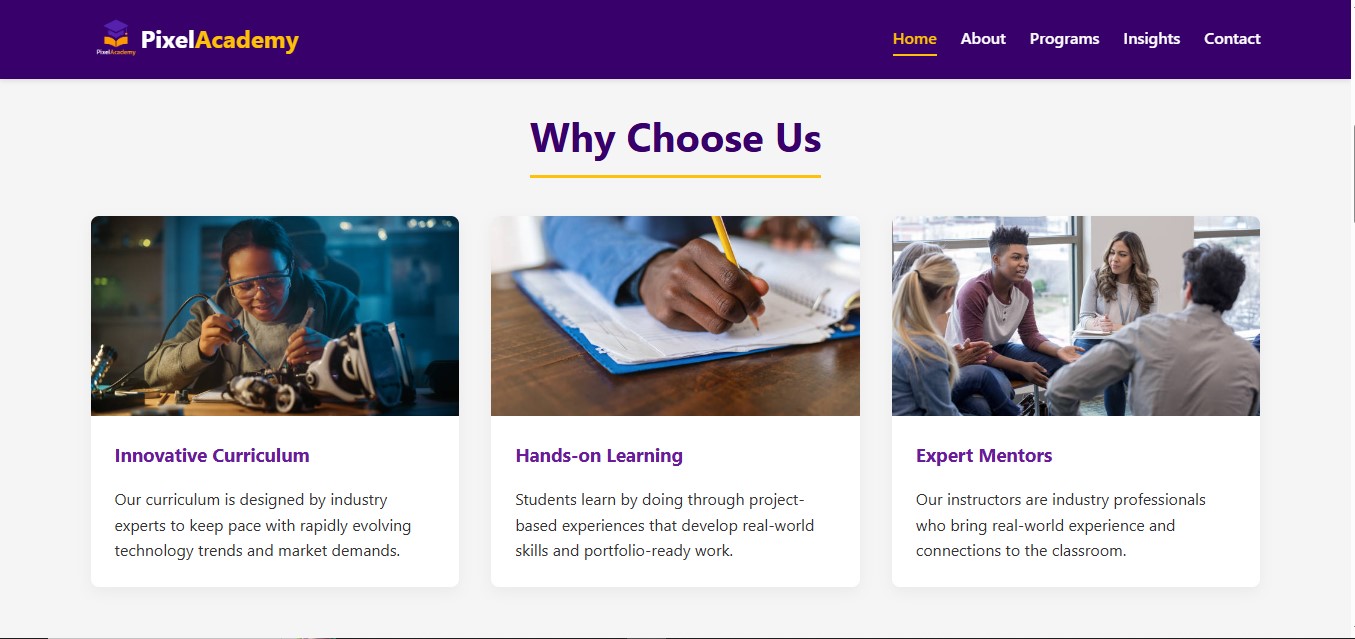 PixelAcademy
PixelAcademy
Home
About
Programs
Insights
Contact
Why Choose Us
Innovative Curriculum
Our curriculum is designed by industry
experts to keep pace with rapidly evolving
technology trends and market demands.
Hands-on Learning
Students learn by doing through project-
based experiences that develop real-world
skills and portfolio-ready work.
Expert Mentors
Our instructors are industry professionals
who bring real-world experience and
connections to the classroom.